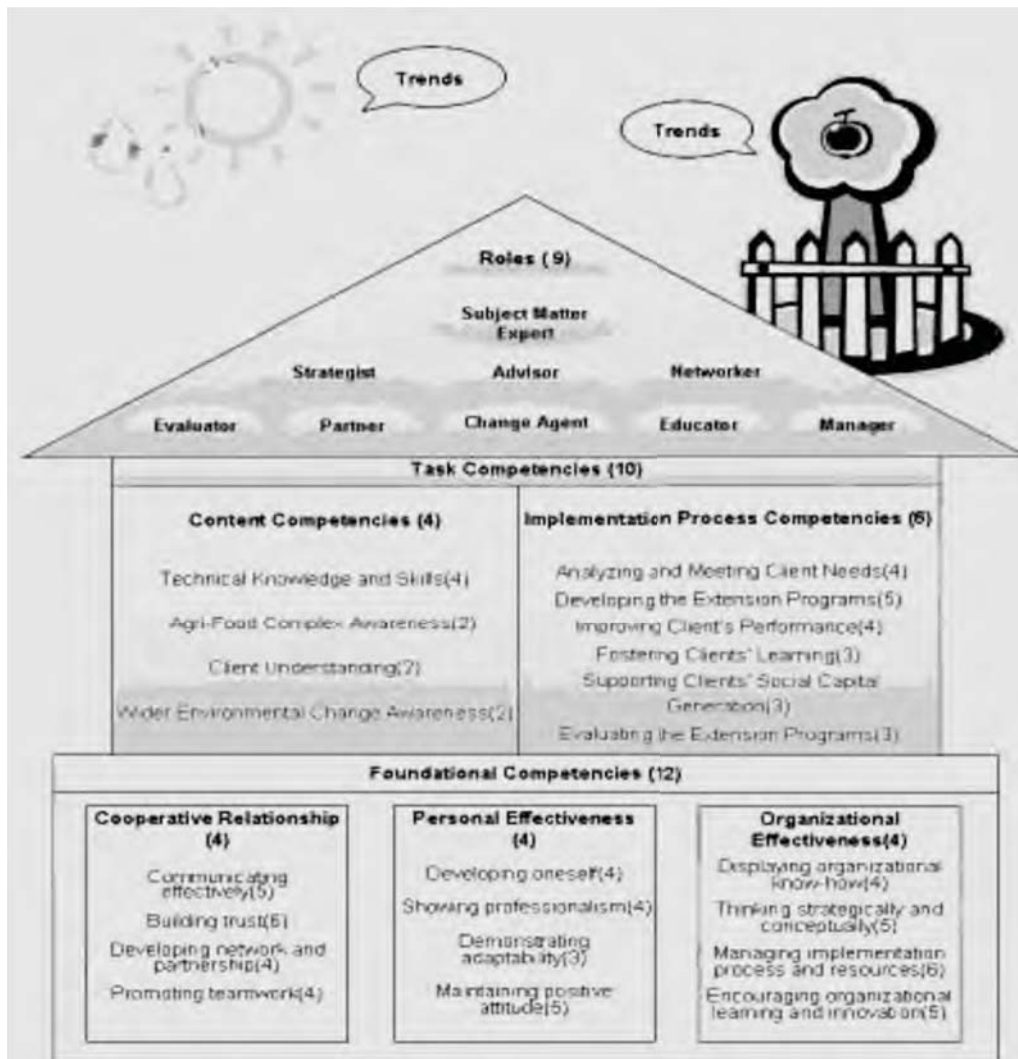 Trends
Trends
Roles (9)
Subject Matter
Expert
Strategist Advisor Networker
Evaluator Partner Change Agent Educator Manager
Task Competencies (10)
Content Competencies (4)
Technical Knowledge and Skills(4)
Agri-Food Complex Awareness(2)
Client Understanding
Wider Environmental Change Awareness(2)
Implementation Process Competencies (6)
Analyzing and Meeting Client Needs(4)
Developing the Extension Programs(5)
Improving Client's Performance(4)
Fostering Clients' Learning(3)
Supporting Clients' Social Capital
Generation(3)
Evaluating the Extension Programs(3)
Foundational Competencies (12)
Cooperative Relationship
(4)
Communicating
effectively(5)
Building trust
Developing network and
partnership(4)
Promoting teamwork(4)
Personal Effectiveness
(4)
Developing oneself(4)
Showing professionalism(4)
Demonstrating
adaptability(3)
Maintaining positive
attitude(5)
Organizational
Effectiveness(4)
Displaying organizational
know-how(4)
Thinking strategically and
conceptually(5)
Managing implementation
process and resources(6)
Encouraging organizational
learning and innovation(5)